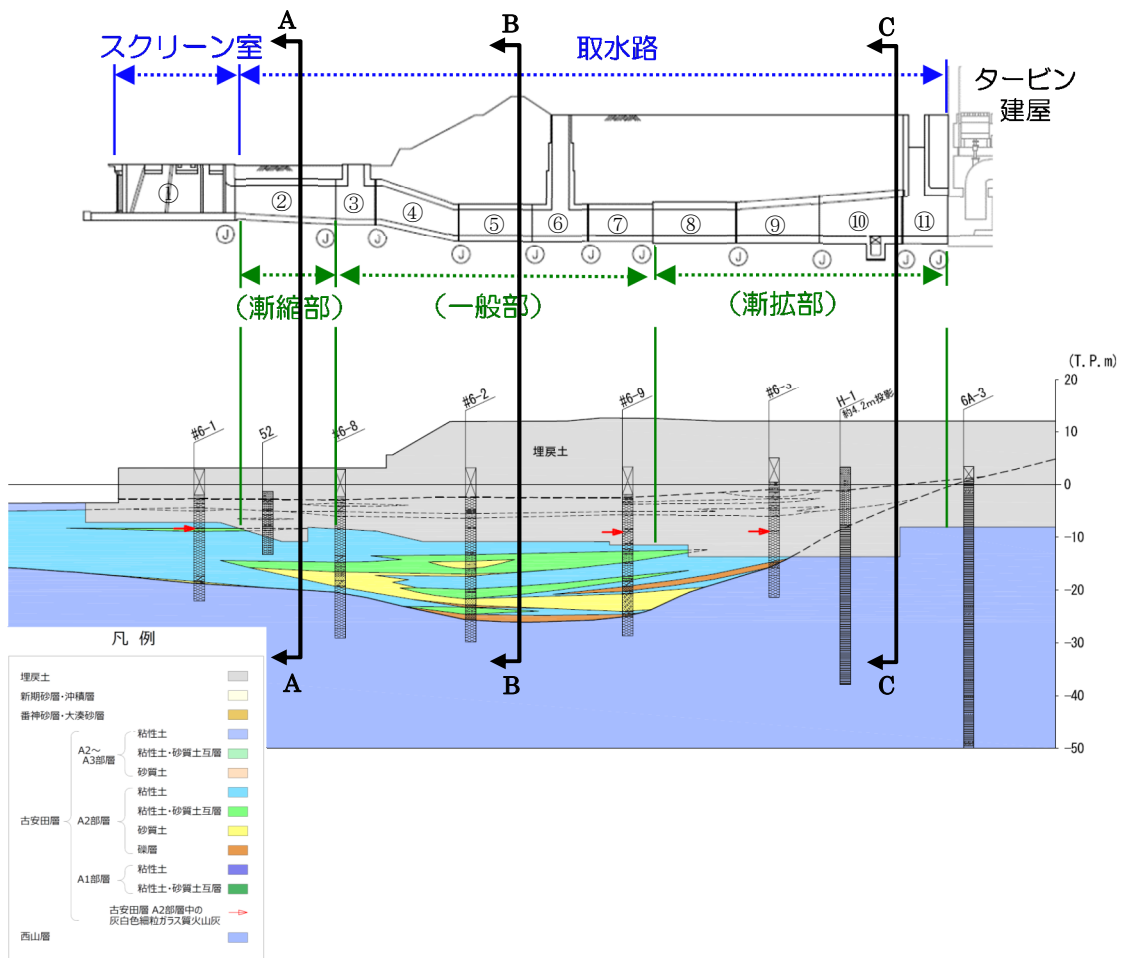 A
B
C
スクリーン室
取水路
タービン
建屋
①
②
③
④
⑤
⑥
⑦
⑧
⑨
⑩
⑪
J
J
J
J
J
J
J
J
J
J
(漸縮部)
(一般部)
(漸拡部)
(T.P.m)
20
10
0
-10
-20
-30
-40
-50
#6-1
52
#6-8
#6-2
#6-9
#6-3
H-1
約4.2m投影
6A-3
埋戻土
A
B
C
凡 例
埋戻土
新期砂層・沖積層
番神砂層・大湊砂層
古安田層
A2～
A3部層
粘性土
粘性土・砂質土互層
砂質土
A2部層
粘性土
粘性土・砂質土互層
砂質土
礫層
A1部層
粘性土
粘性土・砂質土互層
古安田層 A2部層中の
灰白色細粒ガラス質火山灰
西山層